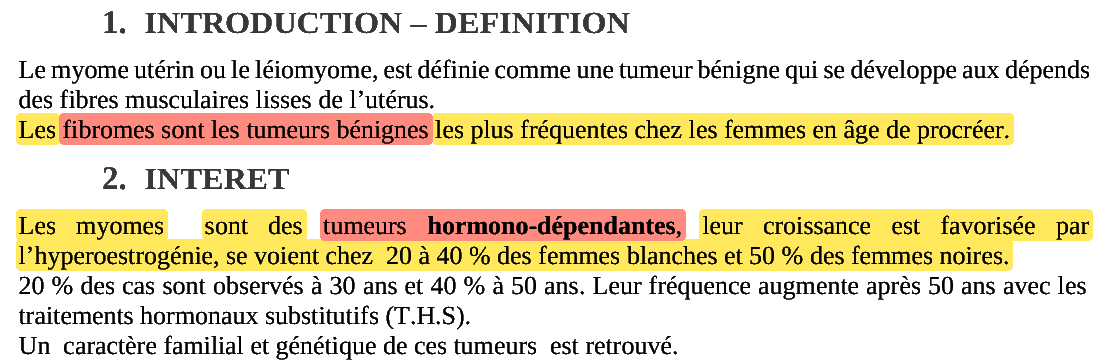 1. INTRODUCTION – DEFINITION
Le myome utérin ou le léiomyome, est définie comme une tumeur bénigne qui se développe aux dépends
des fibres musculaires lisses de l’utérus.
Les fibromes sont les tumeurs bénignes les plus fréquentes chez les femmes en âge de procréer.
2. INTERET
Les myomes sont des tumeurs hormono-dépendantes, leur croissance est favorisée par
l’hyperoestrogénie, se voient chez 20 à 40 % des femmes blanches et 50 % des femmes noires.
20 % des cas sont observés à 30 ans et 40 % à 50 ans. Leur fréquence augmente après 50 ans avec les
traitements hormonaux substitutifs (T.H.S).
Un caractère familial et génétique de ces tumeurs est retrouvé.